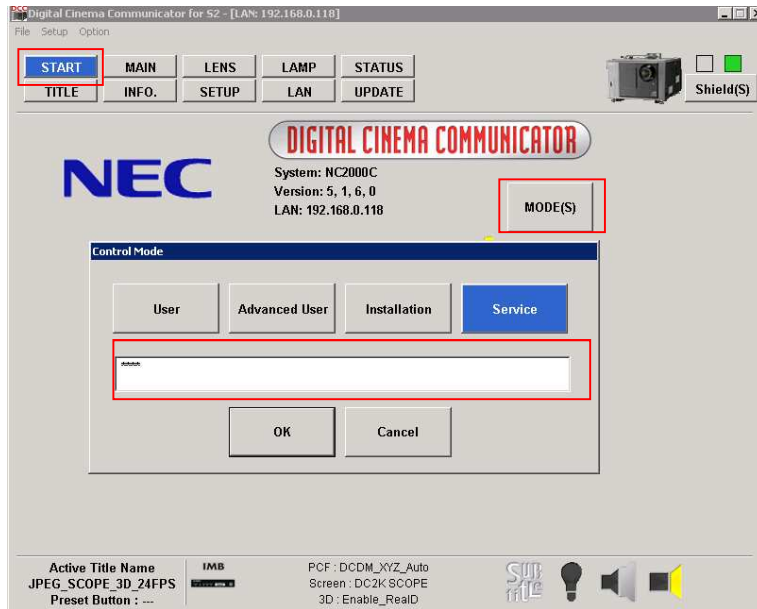 DCC
Digital Cinema Communicator for S2 - [LAN: 192.168.0.118]
File Setup Option
START MAIN LENS LAMP STATUS
TITLE INFO. SETUP LAN UPDATE
Shield(S)
DIGITAL CINEMA COMMUNICATOR
NEC
System: NC2000C
Version: 5, 1, 6, 0
LAN: 192.168.0.118
MODE(S)
Control Mode
User Advanced User Installation Service
****
OK Cancel
Active Title Name
JPEG_SCOPE_3D_24FPS
Preset Button : ---
IMB
PCF : DCDM_XYZ_Auto
Screen : DC2K SCOPE
3D : Enable_RealD
SUB
TITLE